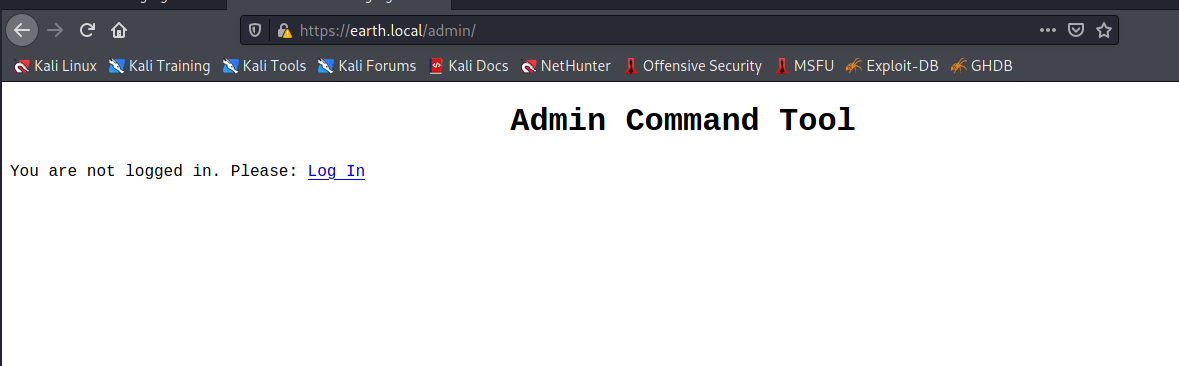 https://earth.local/admin/
Kali Linux Kali Training Kali Tools Kali Forums Kali Docs NetHunter Offensive Security MSFU Exploit-DB GHDB
Admin Command Tool
You are not logged in. Please: Log In